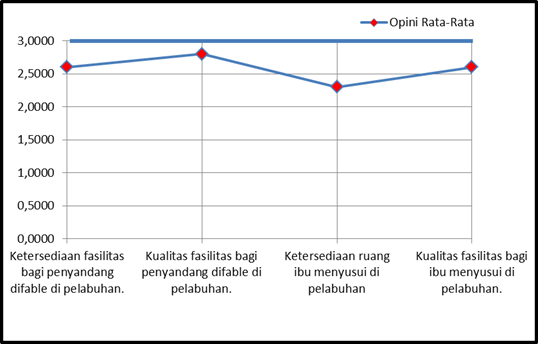 Opini Rata-Rata
3,0000
2,5000
2,0000
1,5000
1,0000
0,5000
0,0000
Ketersediaan fasilitas
bagi penyandang
difable di pelabuhan.
Kualitas fasilitas bagi
penyandang difable di
pelabuhan.
Ketersediaan ruang
ibu menyusui di
pelabuhan
Kualitas fasilitas bagi
ibu menyusui di
pelabuhan.